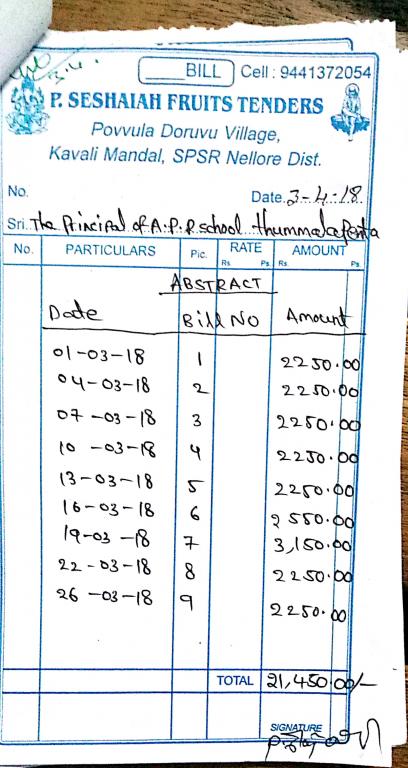 BILL Cell : 9441372054
P. SESHAIAH FRUITS TENDERS
Povvula Doruvu Village,
Kavali Mandal, SPSR Nellore Dist.
No. Date. 3-4-18.
Sri. The Principal of A.P.R school thummalapenta
No. PARTICULARS Pic. RATE AMOUNT
Rs. Ps. Rs. Ps.
ABSTRACT
Date Bill No Amount
01-03-18 1 2250.00
04-03-18 2 2250.00
07-03-18 3 2250.00
10-03-18 4 2250.00
13-03-18 5 2250.00
16-03-18 6 2550.00
19-03-18 7 3,150.00
22-03-18 8 2250.00
26-03-18 9 2250.00
TOTAL 21,450.00/-
SIGNATURE